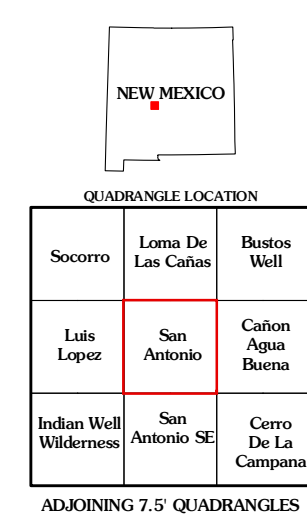 NEW MEXICO
QUADRANGLE LOCATION
Socorro
Loma De
Las Cañas
Bustos
Well
Luis
Lopez
San
Antonio
Cañon
Agua
Buena
Indian Well
Wilderness
San
Antonio SE
Cerro
De La
Campana
ADJOINING 7.5' QUADRANGLES